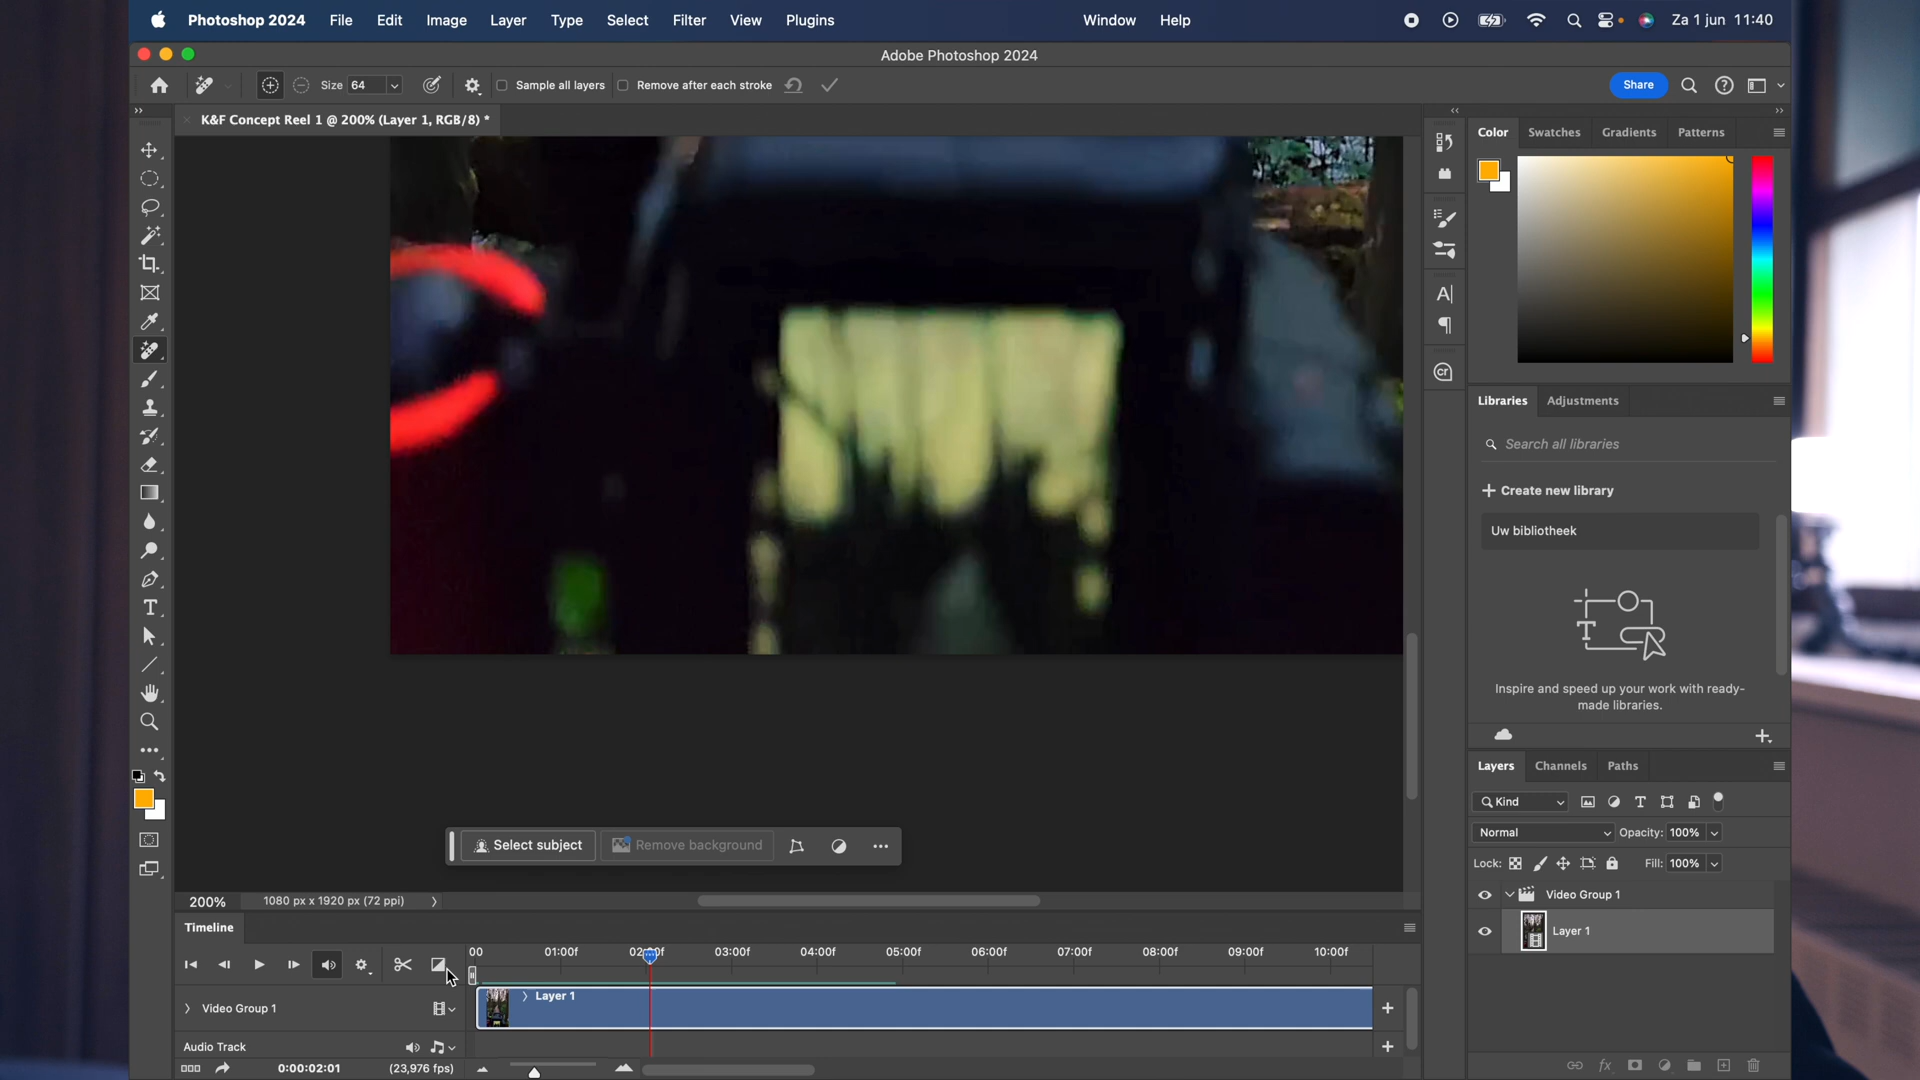 Photoshop 2024 File Edit Image Layer Type Select Filter View Plugins Window Help Za 1 jun 11:40
Adobe Photoshop 2024
Size 64 Sample all layers Remove after each stroke Share
K&F Concept Reel 1 @ 200% (Layer 1, RGB/8) *
Color Swatches Gradients Patterns
Libraries Adjustments
Search all libraries
Create new library
Uw bibliotheek
Inspire and speed up your work with ready-
made libraries.
Layers Channels Paths
Kind
Normal Opacity: 100%
Lock: Fill: 100%
Video Group 1
Layer 1
Select subject Remove background
200% 1080 px x 1920 px (72 ppi)
Timeline
00 01:00f 02:00f 03:00f 04:00f 05:00f 06:00f 07:00f 08:00f 09:00f 10:00f
Layer 1
Video Group 1
Audio Track
0:00:02:01 (23,976 fps)